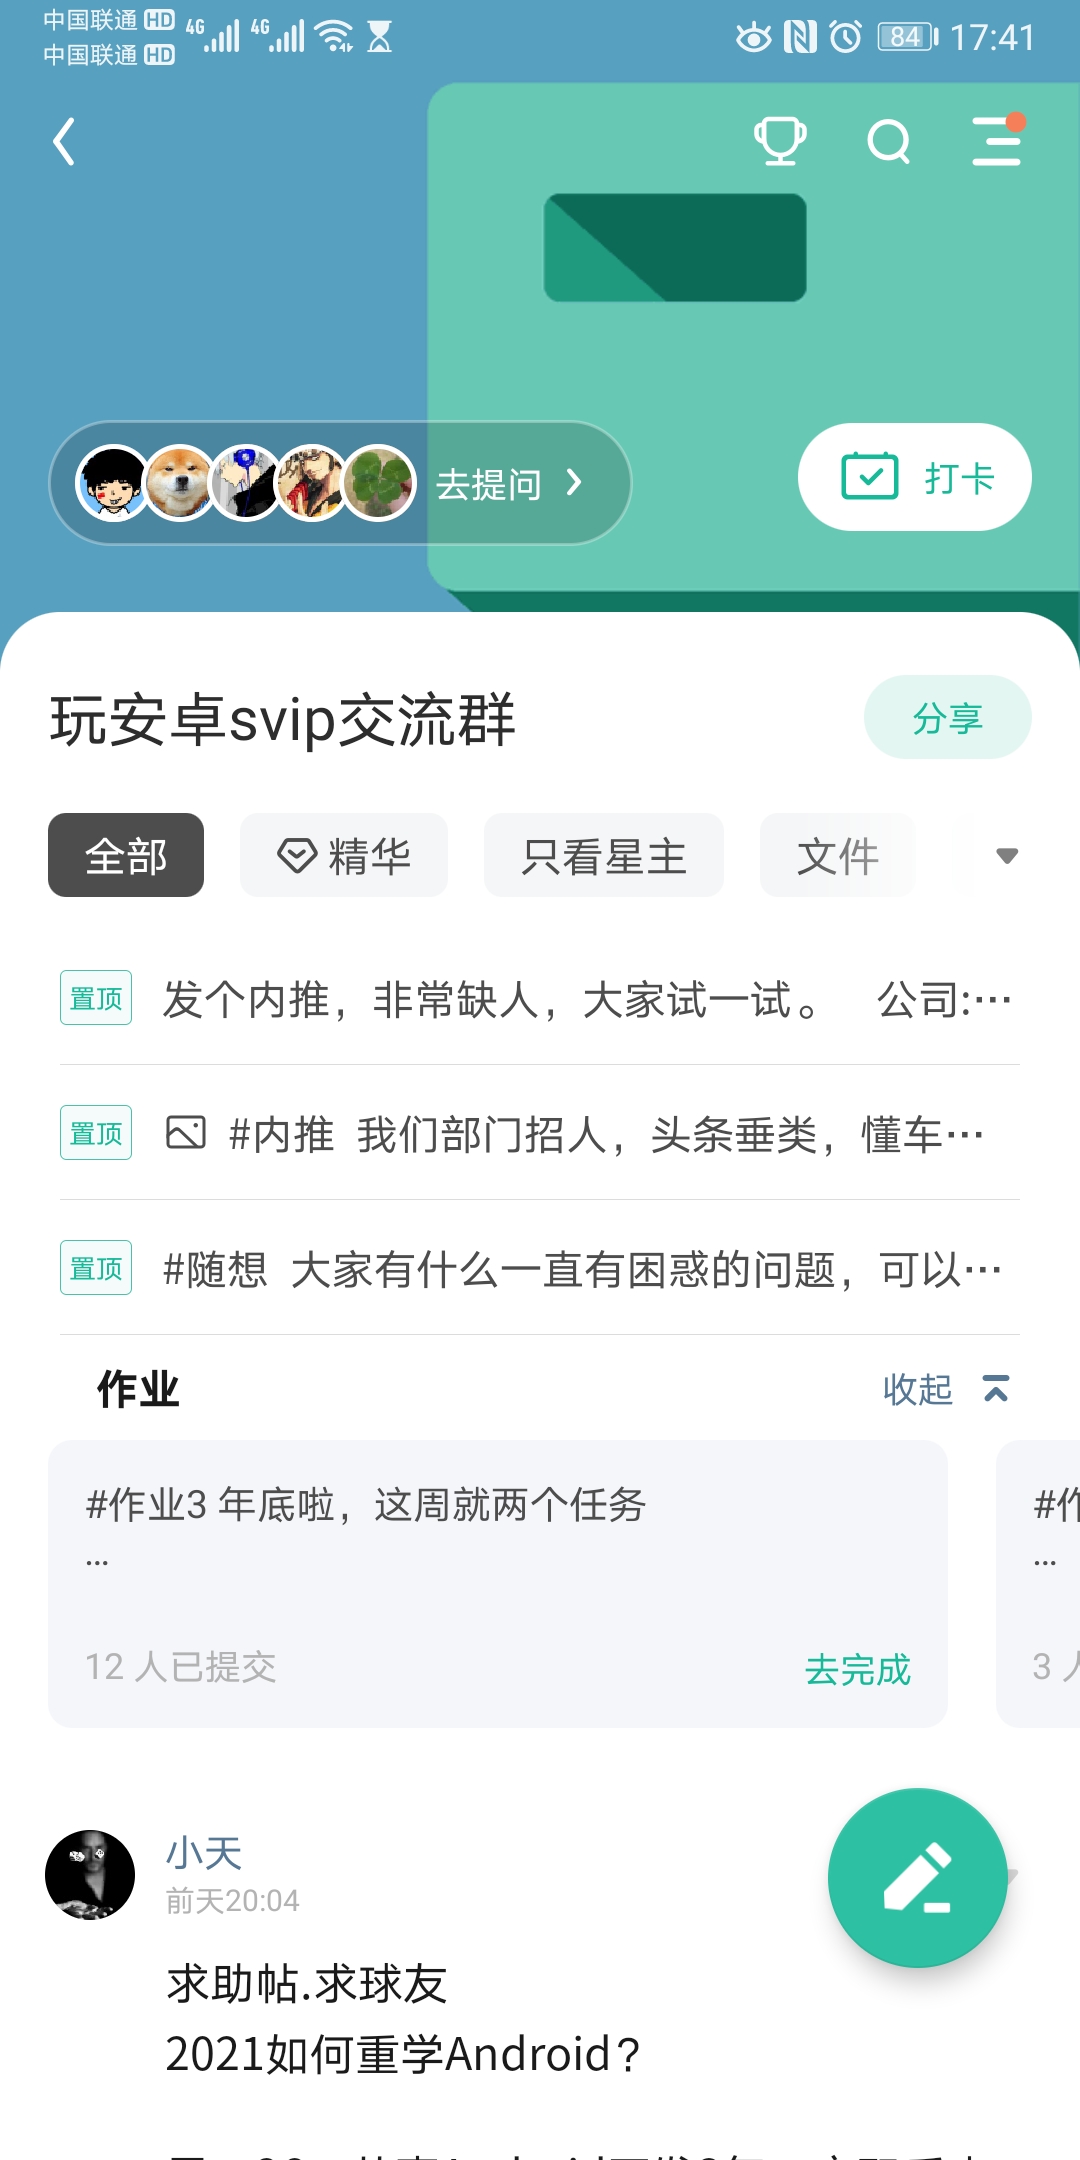 中国联通 HD 4G 4G 84 17:41
中国联通 HD
去提问
打卡
玩安卓svip交流群
分享
全部
精华
只看星主
文件
置顶 发个内推，非常缺人，大家试一试。 公司:…
置顶 #内推 我们部门招人，头条垂类，懂车…
置顶 #随想 大家有什么一直有困惑的问题，可以…
作业
收起
#作业3 年底啦，这周就两个任务
…
12 人已提交
去完成
#作
…
3 人
小天
前天20:04
求助帖.求球友
2021如何重学Android？